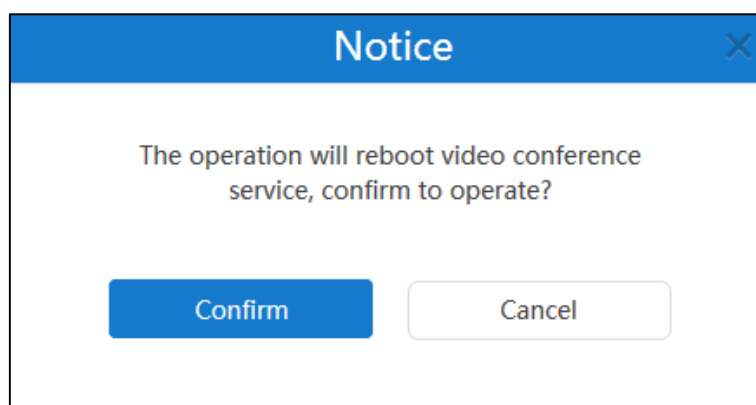 Notice
The operation will reboot video conference
service, confirm to operate?
Confirm
Cancel